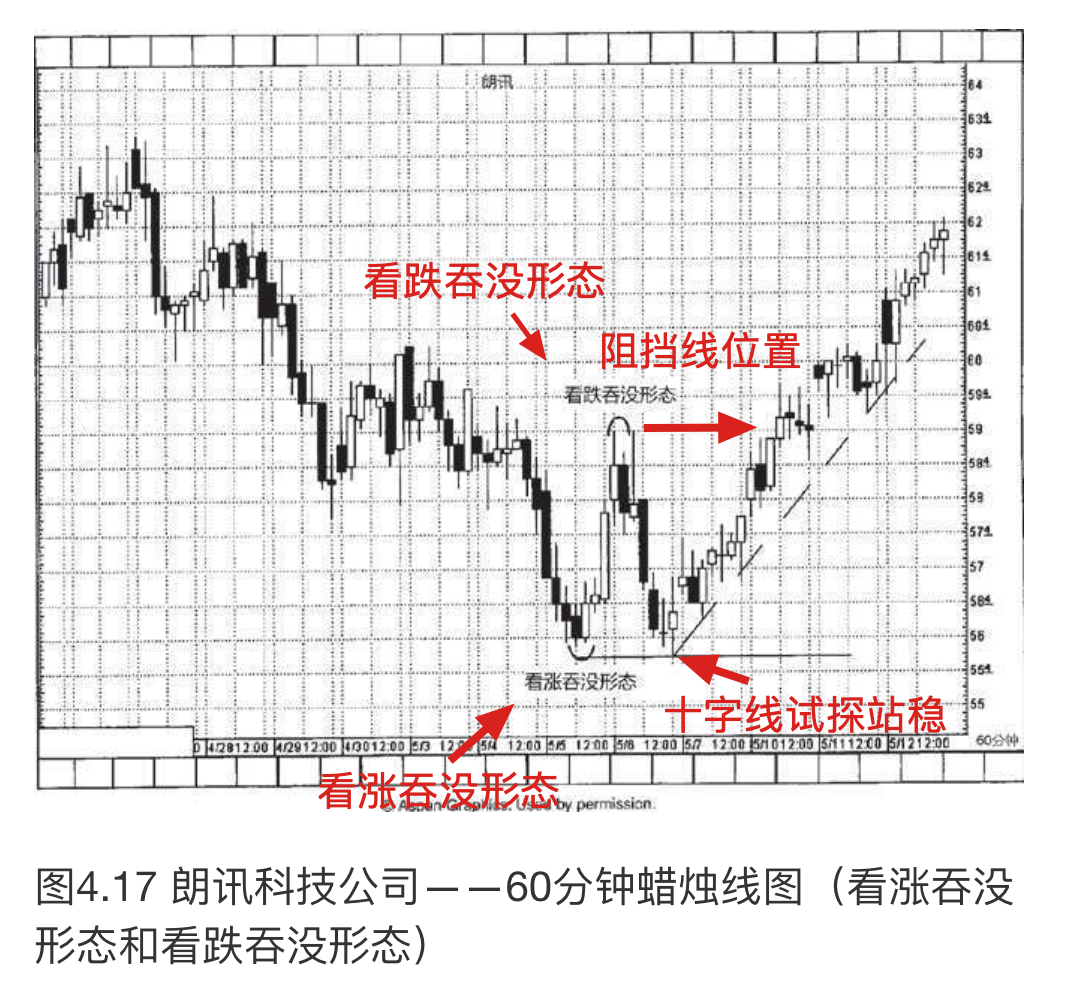 朗讯
64
63½
63
62½
62
61½
61
60½
60
59½
59
58½
58
57½
57
56½
56
55½
55
看跌吞没形态
阻挡线位置
看跌吞没形态
看涨吞没形态
十字线试探站稳
0 4/28 12:00 4/29 12:00 4/30 12:00 5/3 12:0 5/4 12:00 5/5 12:00 5/6 12:00 5/7 12:00 5/10 12:00 5/11 12:00 5/12 12:00 60分钟
看涨吞没形态
© Aspen Graphics. Used by permission.
图4.17 朗讯科技公司——60分钟蜡烛线图（看涨吞没
形态和看跌吞没形态）